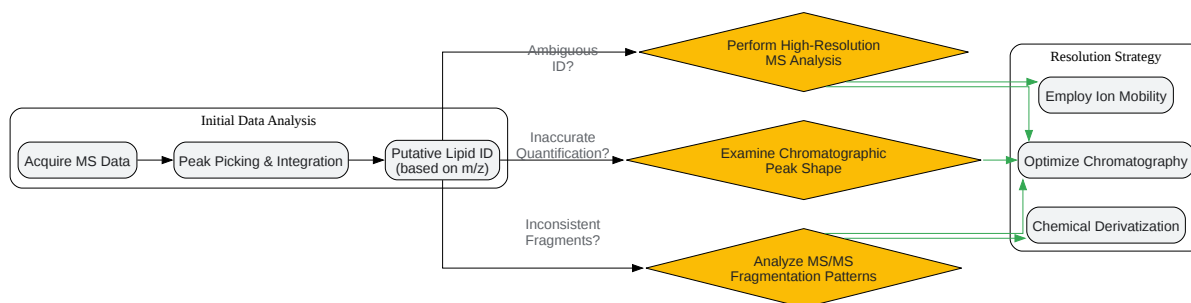 Initial Data Analysis
Acquire MS Data
Peak Picking & Integration
Putative Lipid ID
(based on m/z)
Ambiguous
ID?
Inaccurate
Quantification?
Inconsistent
Fragments?
Perform High-Resolution
MS Analysis
Examine Chromatographic
Peak Shape
Analyze MS/MS
Fragmentation Patterns
Resolution Strategy
Employ Ion Mobility
Optimize Chromatography
Chemical Derivatization